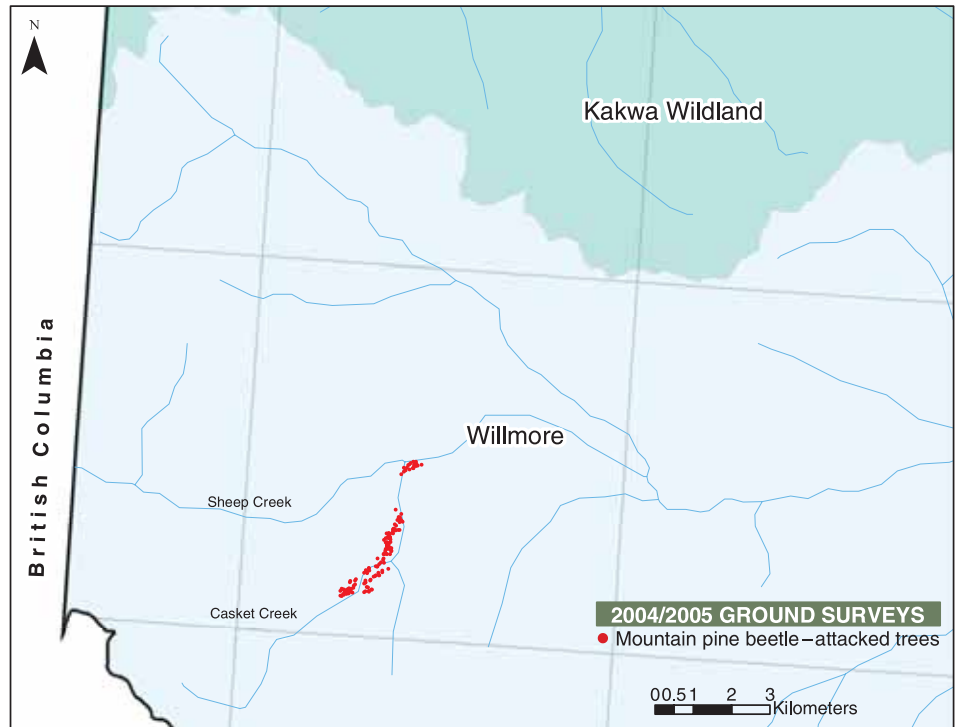 N
Kakwa Wildland
British Columbia
Willmore
Sheep Creek
Casket Creek
2004/2005 GROUND SURVEYS
Mountain pine beetle–attacked trees
0 0.5 1 2 3
Kilometers